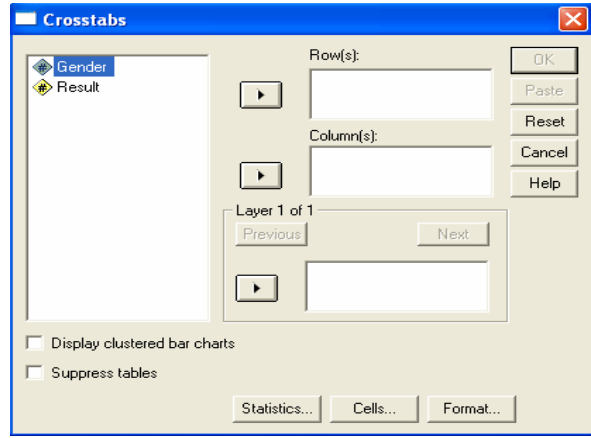 Crosstabs
Gender
Result
Row(s):
Column(s):
Layer 1 of 1
Previous
Next
OK
Paste
Reset
Cancel
Help
Display clustered bar charts
Suppress tables
Statistics...
Cells...
Format...